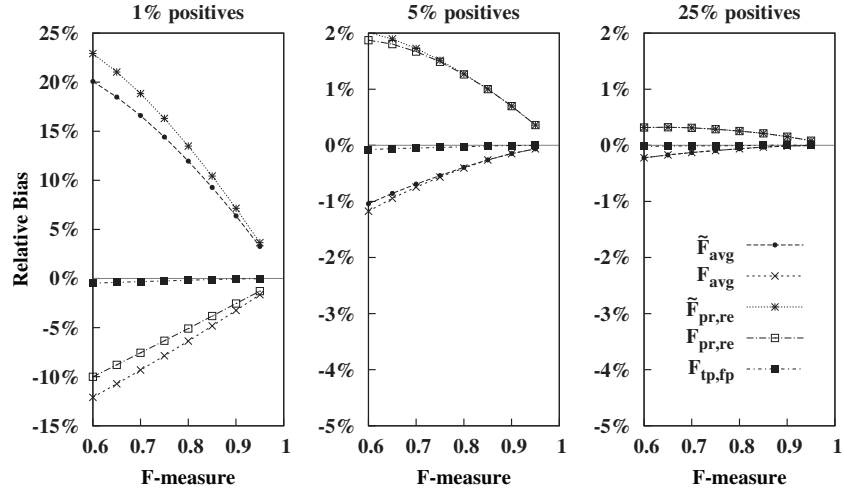 1% positives
5% positives
25% positives
Relative Bias
25%
20%
15%
10%
5%
0%
-5%
-10%
-15%
0.6 0.7 0.8 0.9 1
F-measure
2%
1%
0%
-1%
-2%
-3%
-4%
-5%
0.6 0.7 0.8 0.9 1
F-measure
2%
1%
0%
-1%
-2%
-3%
-4%
-5%
0.6 0.7 0.8 0.9 1
F-measure
F̃avg
Favg
F̃pr,re
Fpr,re
Ftp,fp